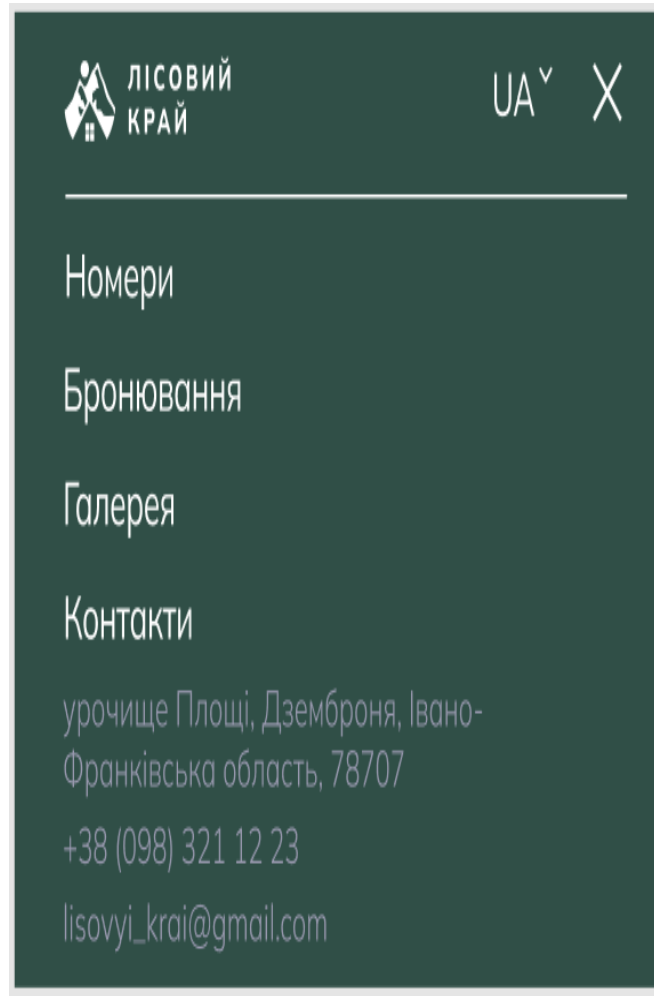 ЛІСОВИЙ
КРАЙ
UA
Номери
Бронювання
Галерея
Контакти
урочище Площі, Дземброня, Івано-
Франківська область, 78707
+38 (098) 321 12 23
lisovyi_krai@gmail.com